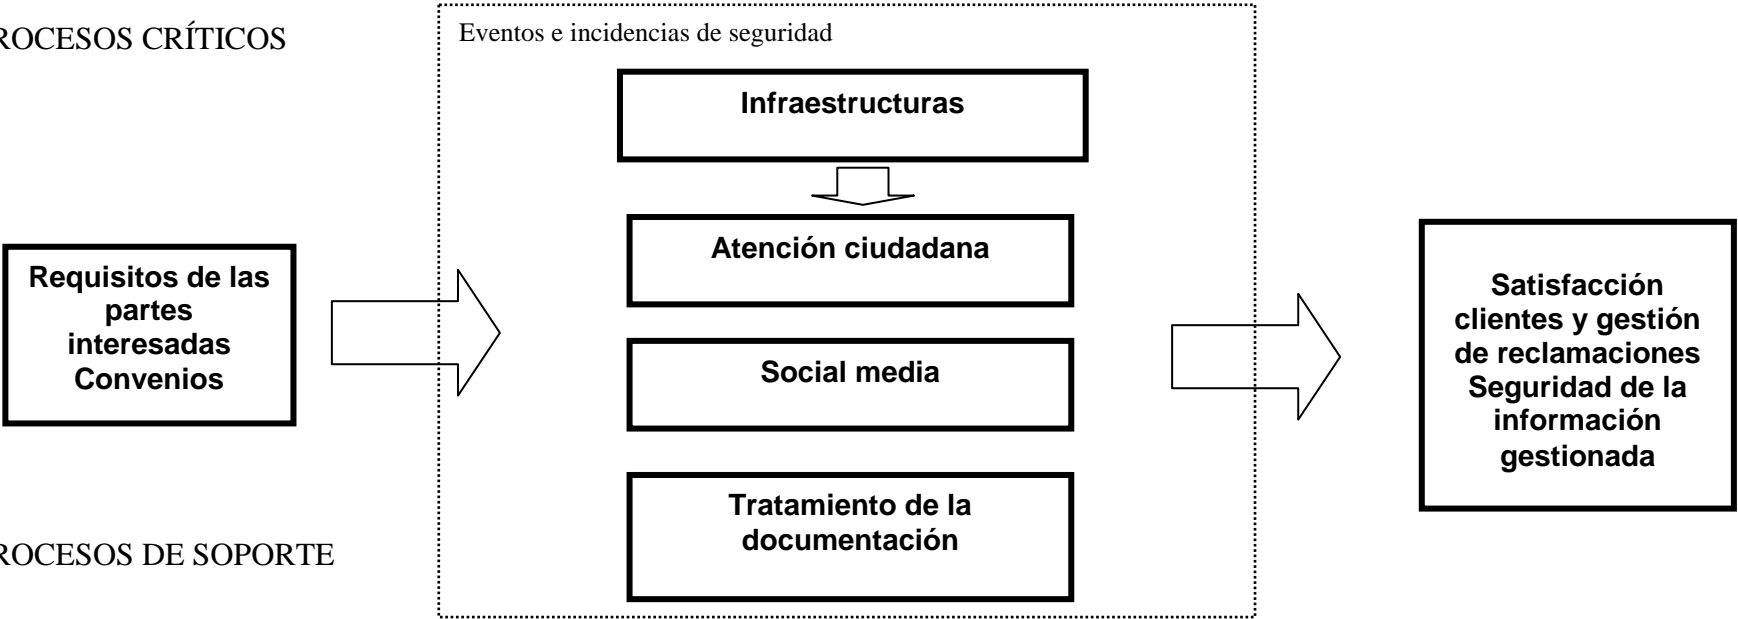 ROCESOS CRÍTICOS
Eventos e incidencias de seguridad
Infraestructuras
Atención ciudadana
Requisitos de las
partes
interesadas
Convenios
Social media
Satisfacción
clientes y gestión
de reclamaciones
Seguridad de la
información
gestionada
Tratamiento de la
documentación
ROCESOS DE SOPORTE